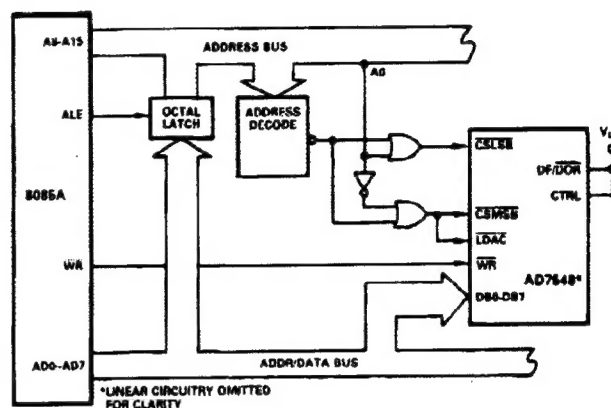 A8-A15
ADDRESS BUS
ALE
OCTAL
LATCH
ADDRESS
DECODE
A0
8085A
CSLSB
DF/DOR
CTRL
CSMSB
LDAC
WR
WR
AD7548*
DB0-DB7
AD0-AD7
ADDR/DATA BUS
*LINEAR CIRCUITRY OMITTED
FOR CLARITY